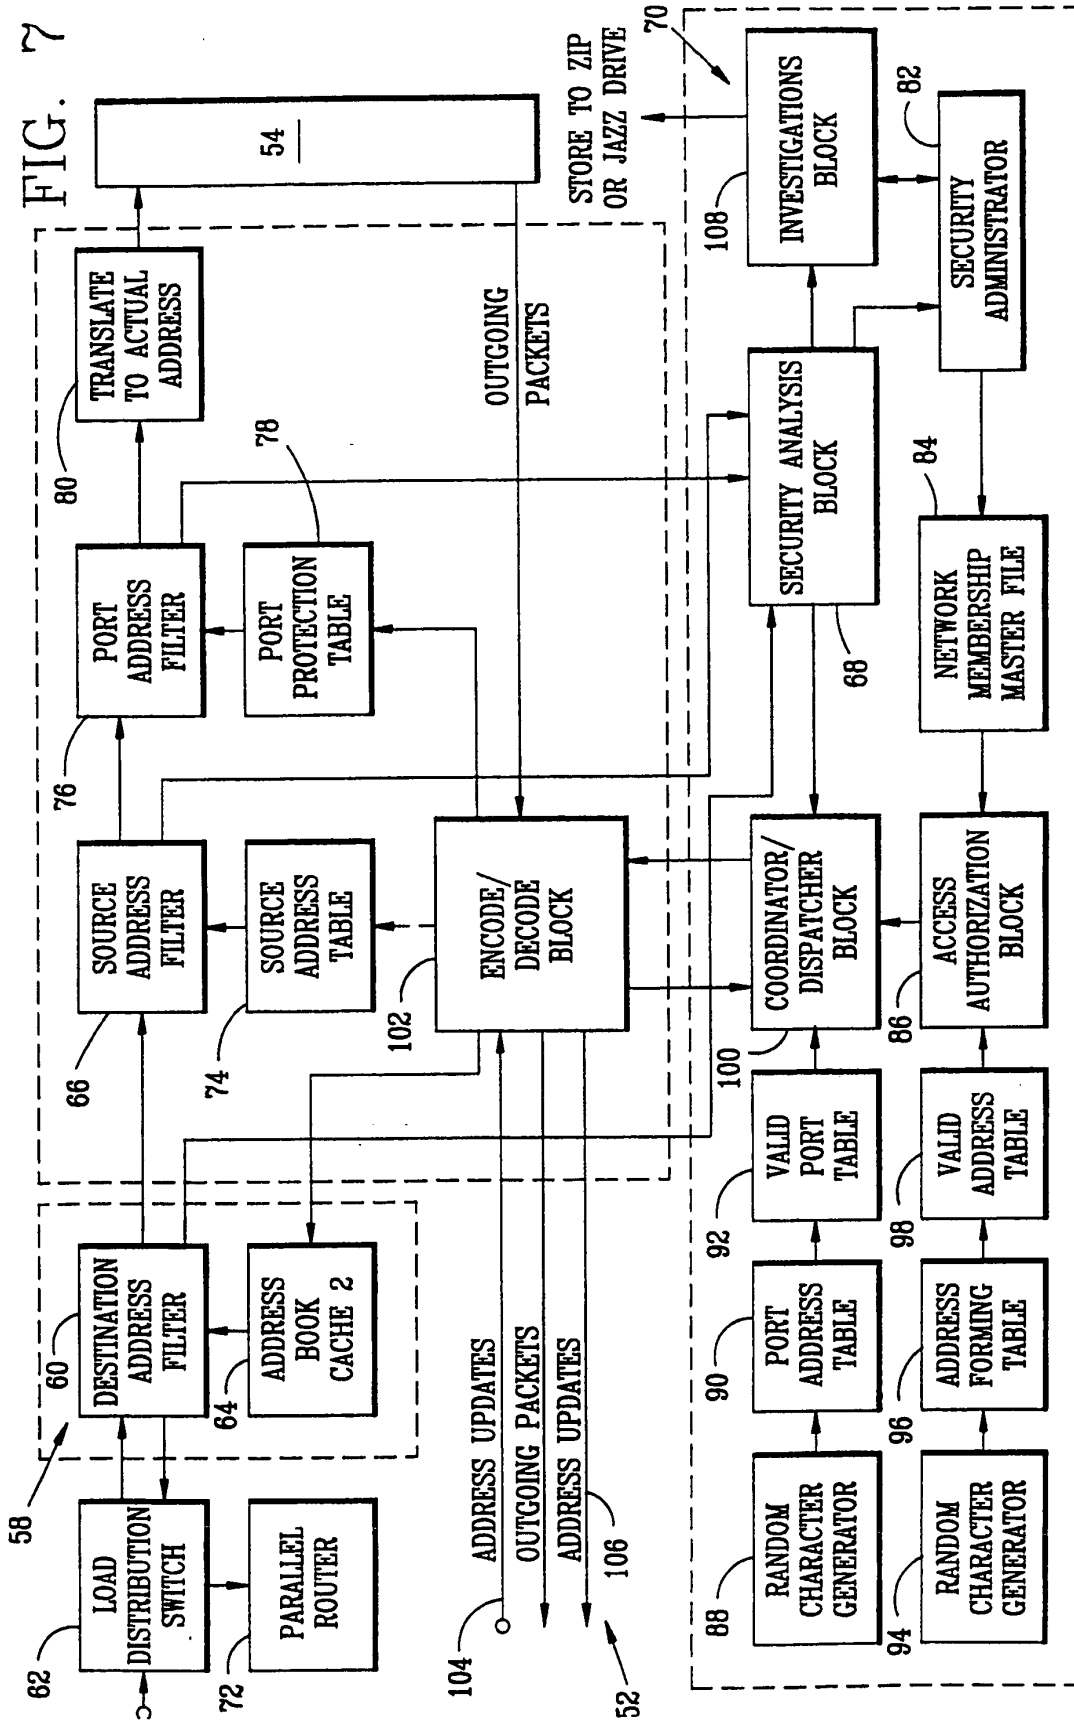 FIG. 7
62
LOAD
DISTRIBUTION
SWITCH
C
58
72
PARALLEL
ROUTER
60
DESTINATION
ADDRESS
FILTER
64
ADDRESS
BOOK
CACHE 2
66
SOURCE
ADDRESS
FILTER
74
SOURCE
ADDRESS
TABLE
76
PORT
ADDRESS
FILTER
78
PORT
PROTECTION
TABLE
80
TRANSLATE
TO ACTUAL
ADDRESS
54
102
ENCODE/
DECODE
BLOCK
OUTGOING
PACKETS
104
ADDRESS UPDATES
OUTGOING PACKETS
ADDRESS UPDATES
106
52
STORE TO ZIP
OR JAZZ DRIVE
70
88
RANDOM
CHARACTER
GENERATOR
90
PORT
ADDRESS
TABLE
92
VALID
PORT
TABLE
100
COORDINATOR/
DISPATCHER
BLOCK
68
SECURITY ANALYSIS
BLOCK
108
INVESTIGATIONS
BLOCK
94
RANDOM
CHARACTER
GENERATOR
96
ADDRESS
FORMING
TABLE
98
VALID
ADDRESS
TABLE
86
ACCESS
AUTHORIZATION
BLOCK
84
NETWORK
MEMBERSHIP
MASTER FILE
82
SECURITY
ADMINISTRATOR